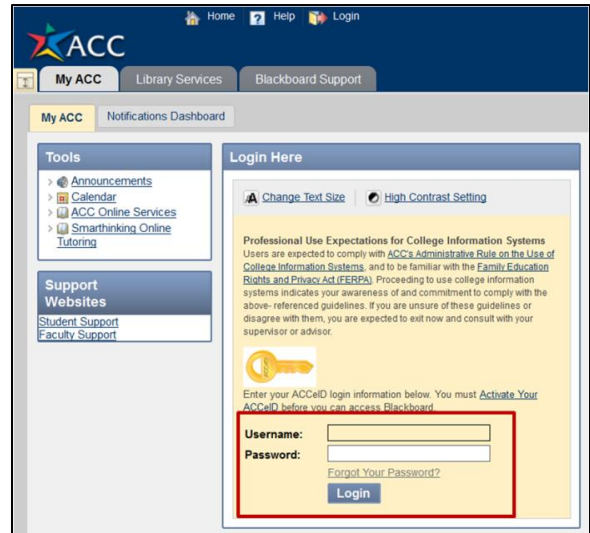 Home Help Login
ACC
My ACC Library Services Blackboard Support
My ACC Notifications Dashboard
Tools
Announcements
Calendar
ACC Online Services
Smarthinking Online
Tutoring
Support
Websites
Student Support
Faculty Support
Login Here
Change Text Size High Contrast Setting
Professional Use Expectations for College Information Systems
Users are expected to comply with ACC's Administrative Rule on the Use of
College Information Systems, and to be familiar with the Family Education
Rights and Privacy Act (FERPA). Proceeding to use college information
systems indicates your awareness of and commitment to comply with the
above- referenced guidelines. If you are unsure of these guidelines or
disagree with them, you are expected to exit now and consult with your
supervisor or advisor.
Enter your ACCeID login information below. You must Activate Your
ACCeID before you can access Blackboard.
Username:
Password:
Forgot Your Password?
Login